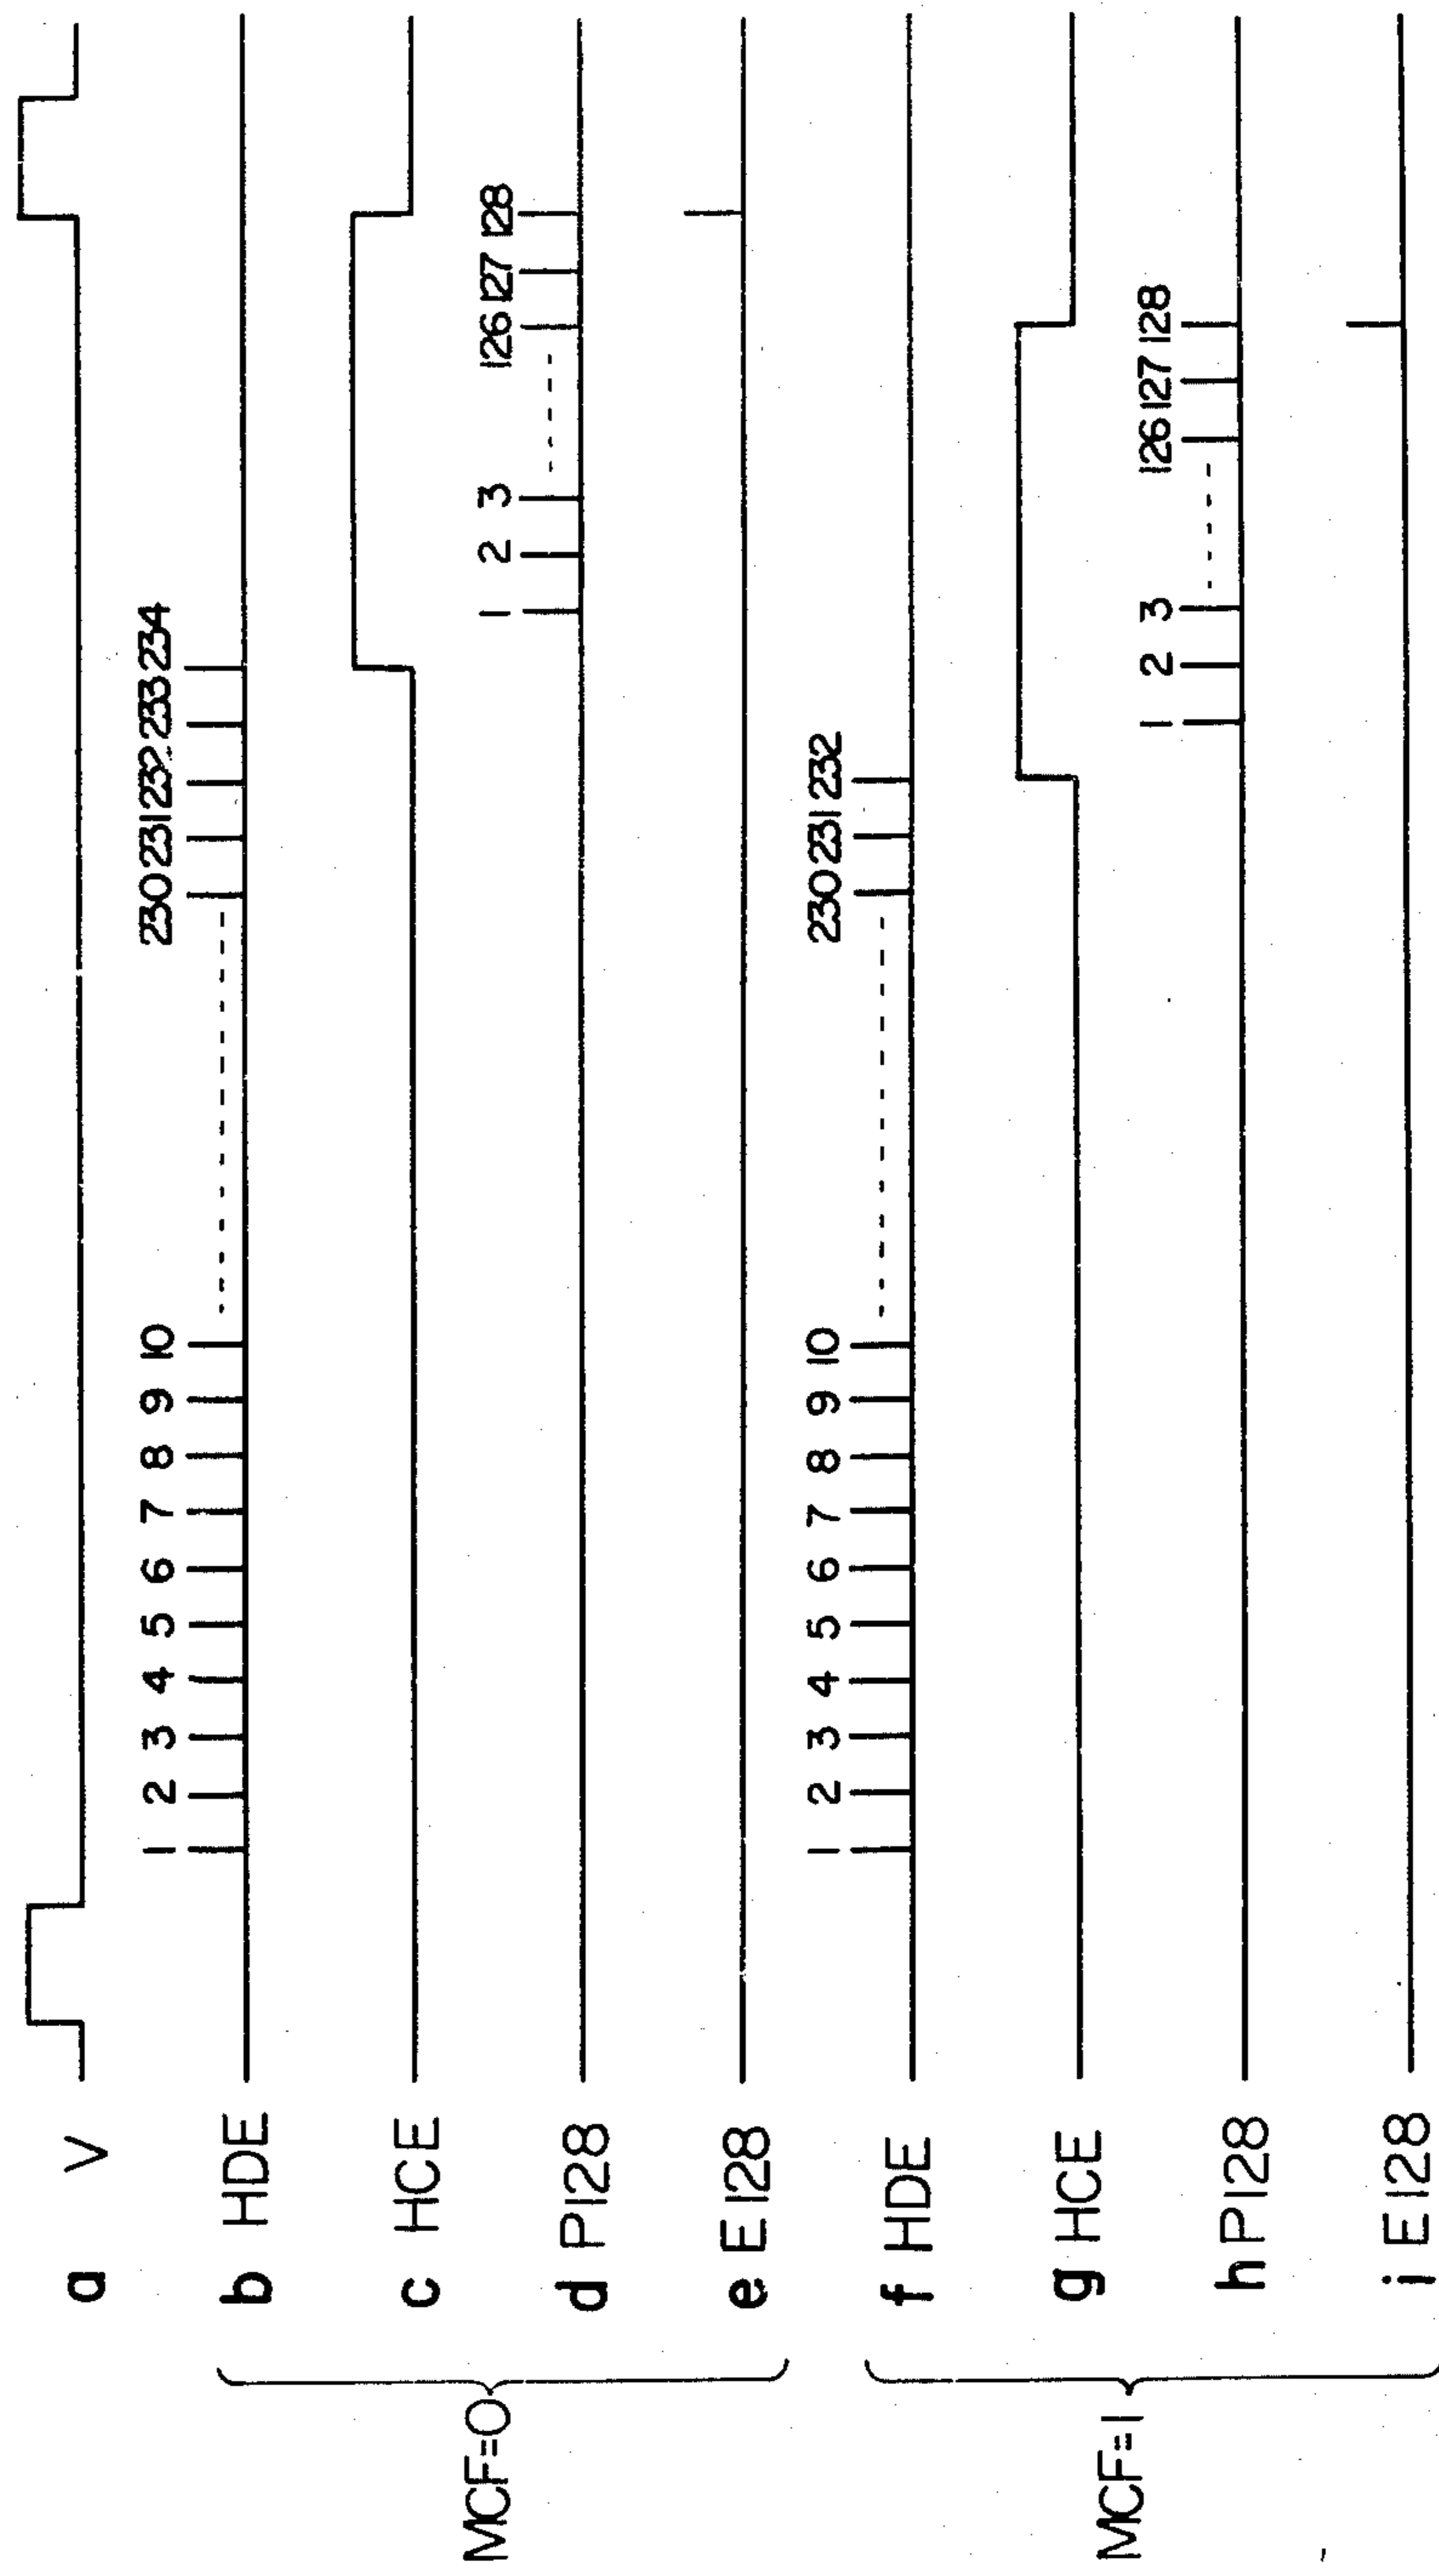 a V
b HDE 1 2 3 4 5 6 7 8 9 10 230 231 232 233 234
c HCE
d P128 1 2 3 126 127 128
e E128
MCF=0
f HDE 1 2 3 4 5 6 7 8 9 10 230 231 232
g HCE
h P128 1 2 3 126 127 128
i E128
MCF=1